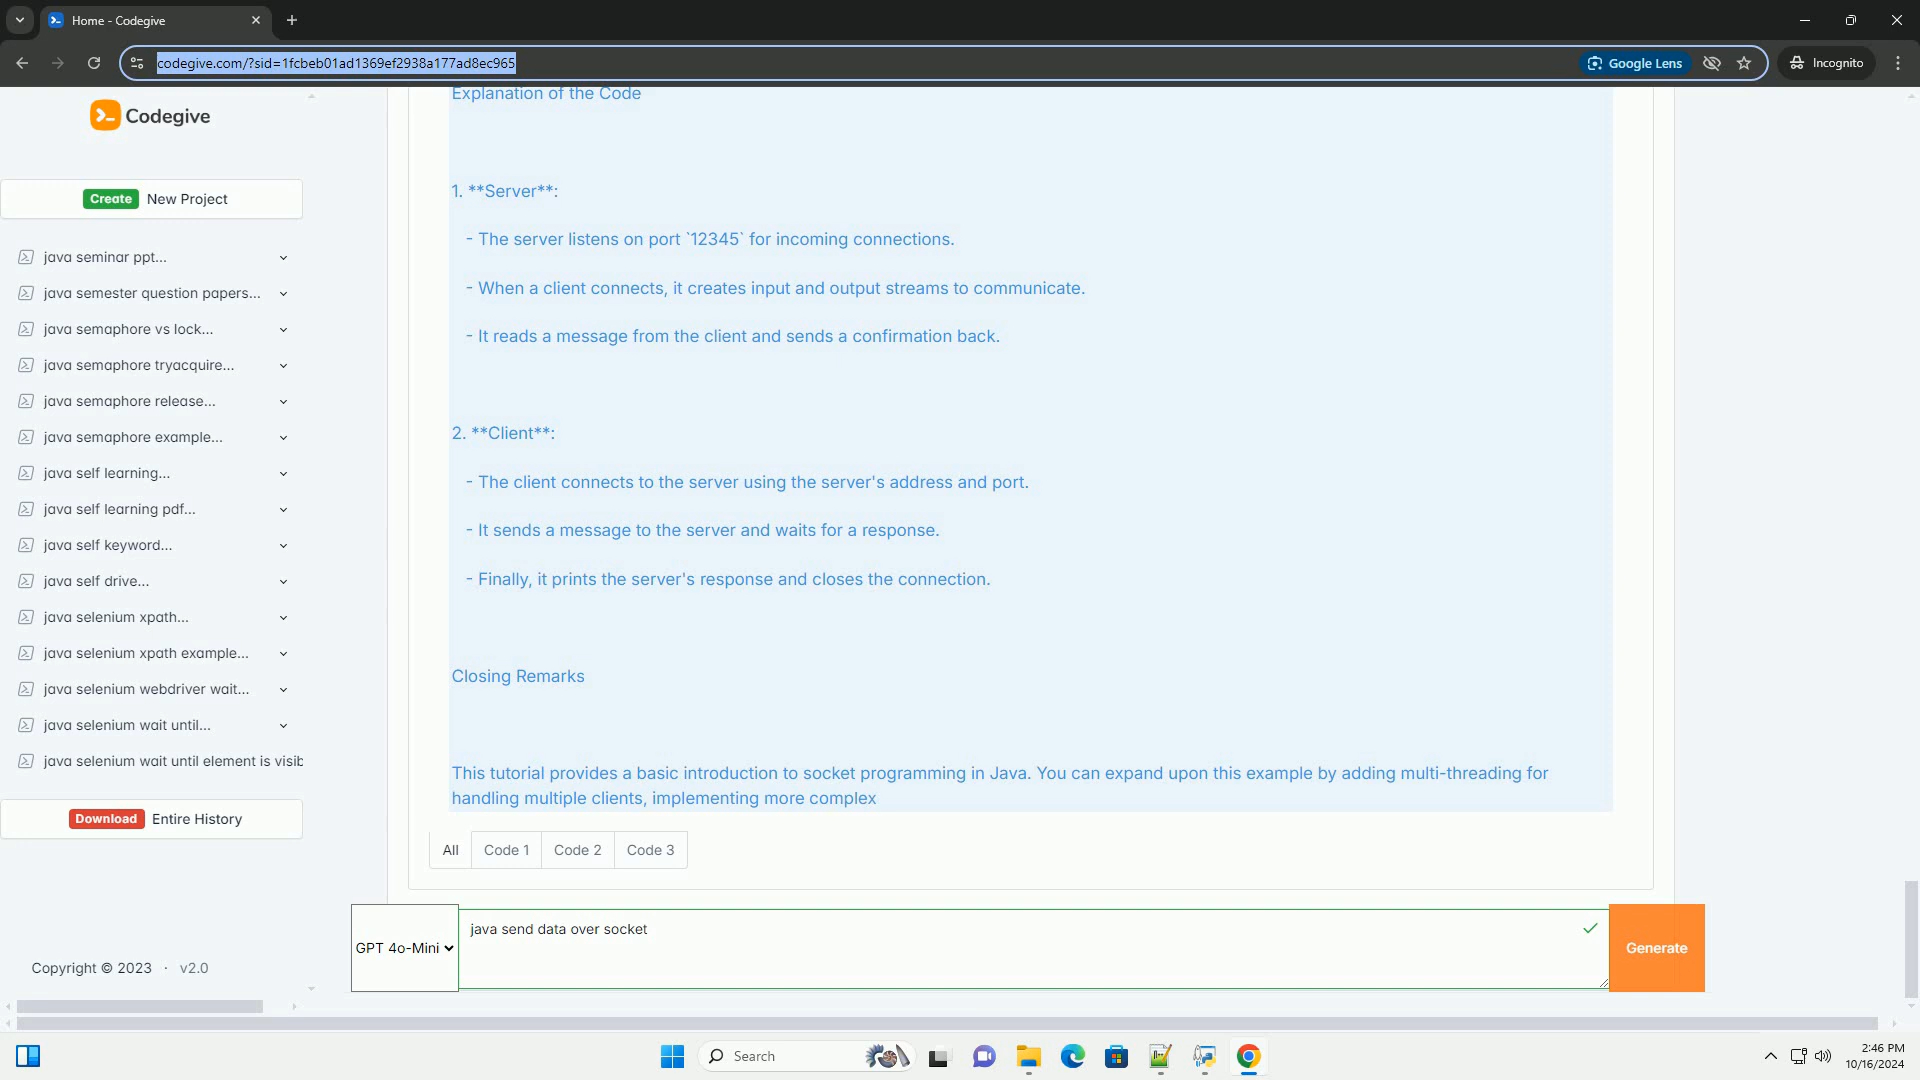 Home - Codegive
codegive.com/?sid=1fcbeb01ad1369ef2938a177ad8ec965
Google Lens
Incognito
Codegive
Create New Project
java seminar ppt...
java semester question papers...
java semaphore vs lock...
java semaphore tryacquire...
java semaphore release...
java semaphore example...
java self learning...
java self learning pdf...
java self keyword...
java self drive...
java selenium xpath...
java selenium xpath example...
java selenium webdriver wait...
java selenium wait until...
java selenium wait until element is visib
Download Entire History
Copyright © 2023 · v2.0
Explanation of the Code
1. **Server**:
- The server listens on port `12345` for incoming connections.
- When a client connects, it creates input and output streams to communicate.
- It reads a message from the client and sends a confirmation back.
2. **Client**:
- The client connects to the server using the server's address and port.
- It sends a message to the server and waits for a response.
- Finally, it prints the server's response and closes the connection.
Closing Remarks
This tutorial provides a basic introduction to socket programming in Java. You can expand upon this example by adding multi-threading for
handling multiple clients, implementing more complex
All Code 1 Code 2 Code 3
GPT 4o-Mini
java send data over socket
Generate
Search
2:46 PM
10/16/2024